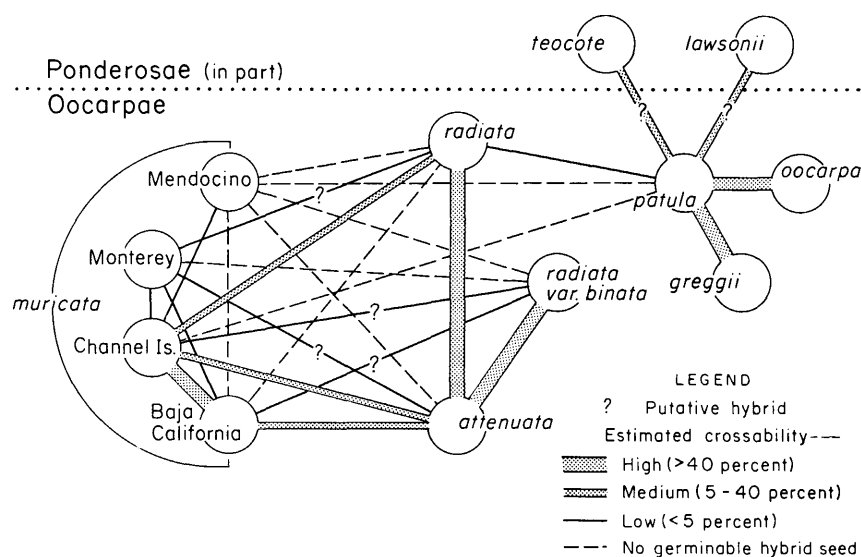 teocote
lawsonii
Ponderosae (in part)
Oocarpae
radiata
Mendocino
?
?
oocarpa
patula
?
Monterey
radiata
var. binata
greggii
muricata
?
Channel Is.
?
?
Baja
California
attenuata
LEGEND
? Putative hybrid
Estimated crossability---
High (>40 percent)
Medium (5-40 percent)
Low (<5 percent)
No germinable hybrid seed